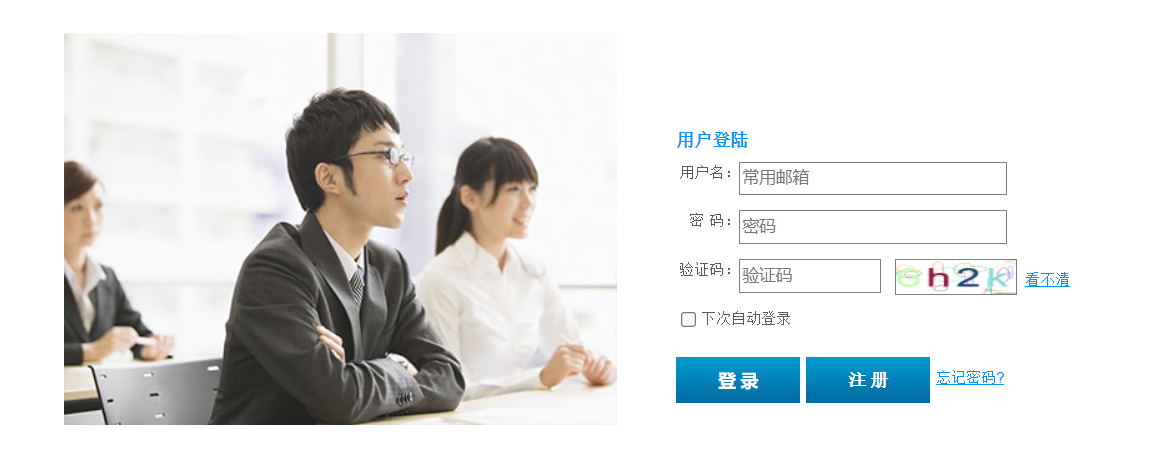 用户登陆
用户名：
常用邮箱
密 码：
密码
验证码：
验证码
h2k
看不清
下次自动登录
登录
注册
忘记密码?